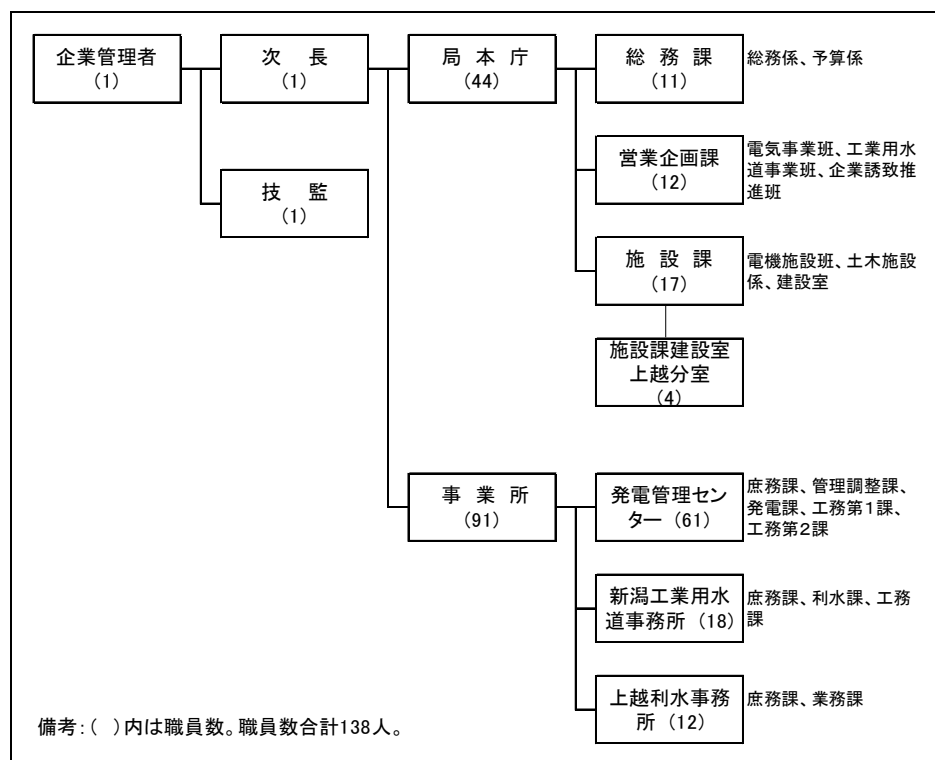 企業管理者
(1)
次　長
(1)
局 本 庁
(44)
総 務 課
(11)
総務係、予算係
営業企画課
(12)
電気事業班、工業用水
道事業班、企業誘致推
進班
技　監
(1)
施 設 課
(17)
電機施設班、土木施設
係、建設室
施設課建設室
上越分室
(4)
事 業 所
(91)
発電管理セン
ター (61)
庶務課、管理調整課、
発電課、工務第1課、
工務第2課
新潟工業用水
道事務所 (18)
庶務課、利水課、工務
課
上越利水事務
所 (12)
庶務課、業務課
備考:( )内は職員数。職員数合計138人。